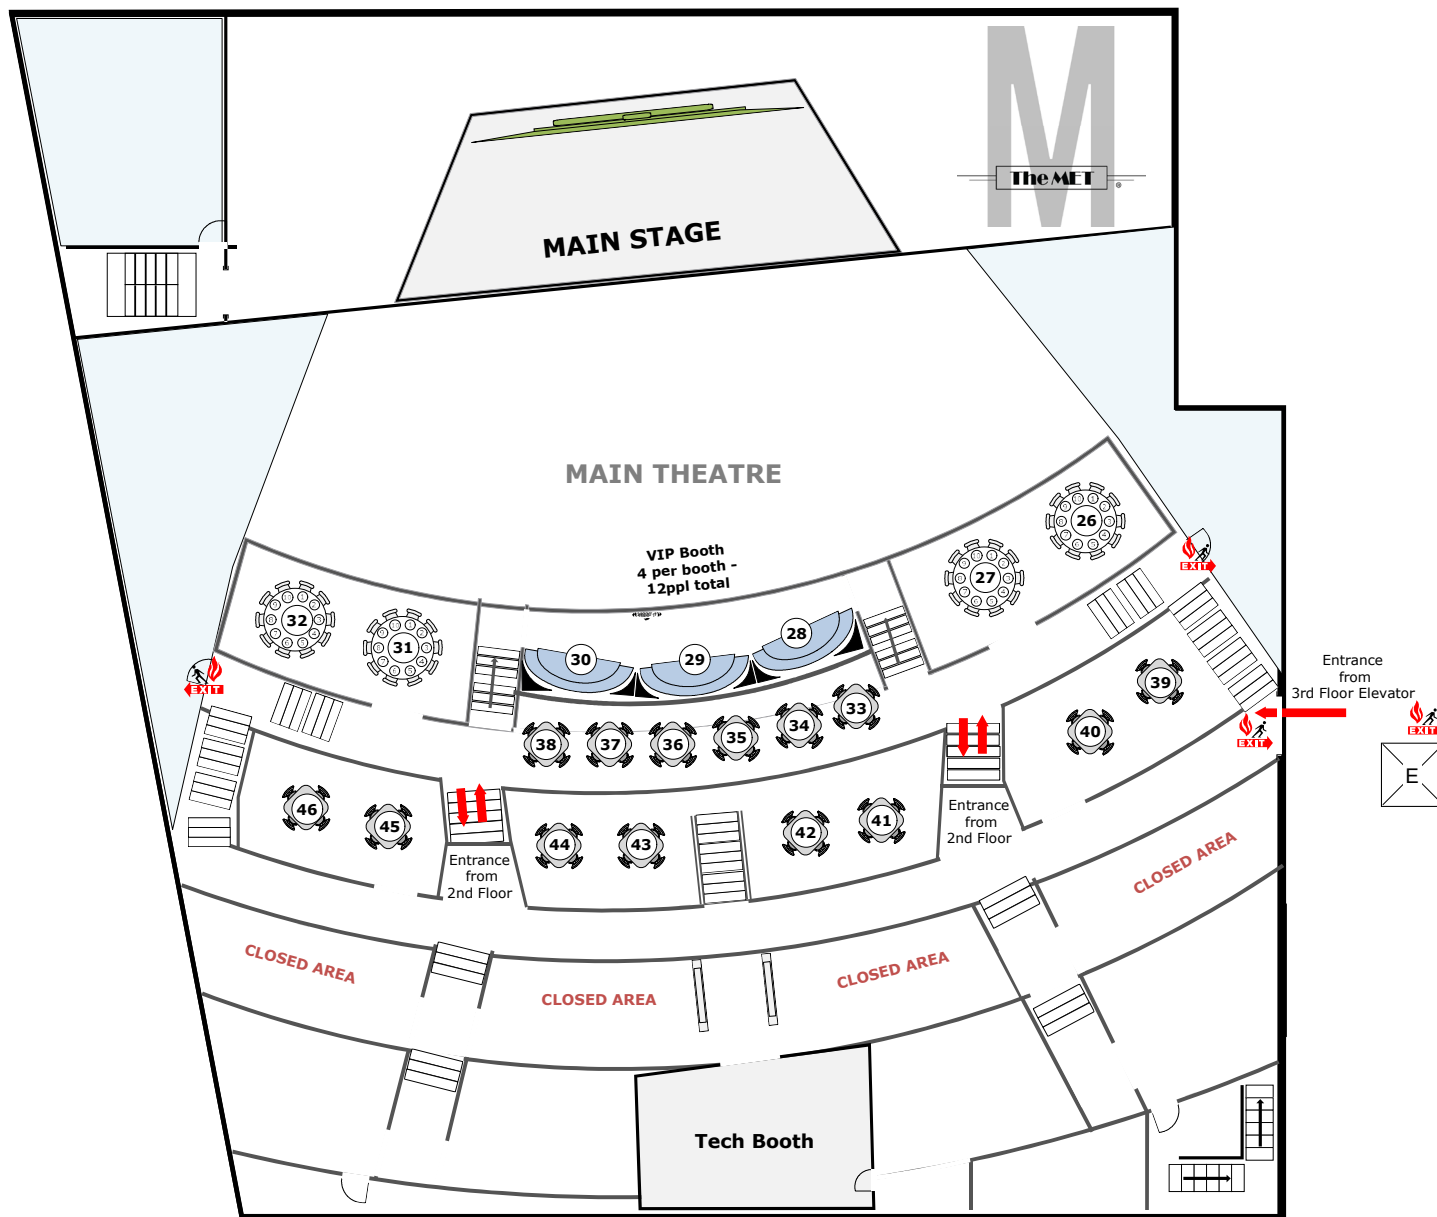 M
The MET
®
MAIN STAGE
MAIN THEATRE
VIP Booth
4 per booth -
12ppl total
26
27
28
29
30
31
32
EXIT
EXIT
Entrance
from
3rd Floor Elevator
EXIT
EXIT
E
33
34
35
36
37
38
39
40
Entrance
from
2nd Floor
41
42
43
44
45
46
Entrance
from
2nd Floor
CLOSED AREA
CLOSED AREA
CLOSED AREA
CLOSED AREA
Tech Booth